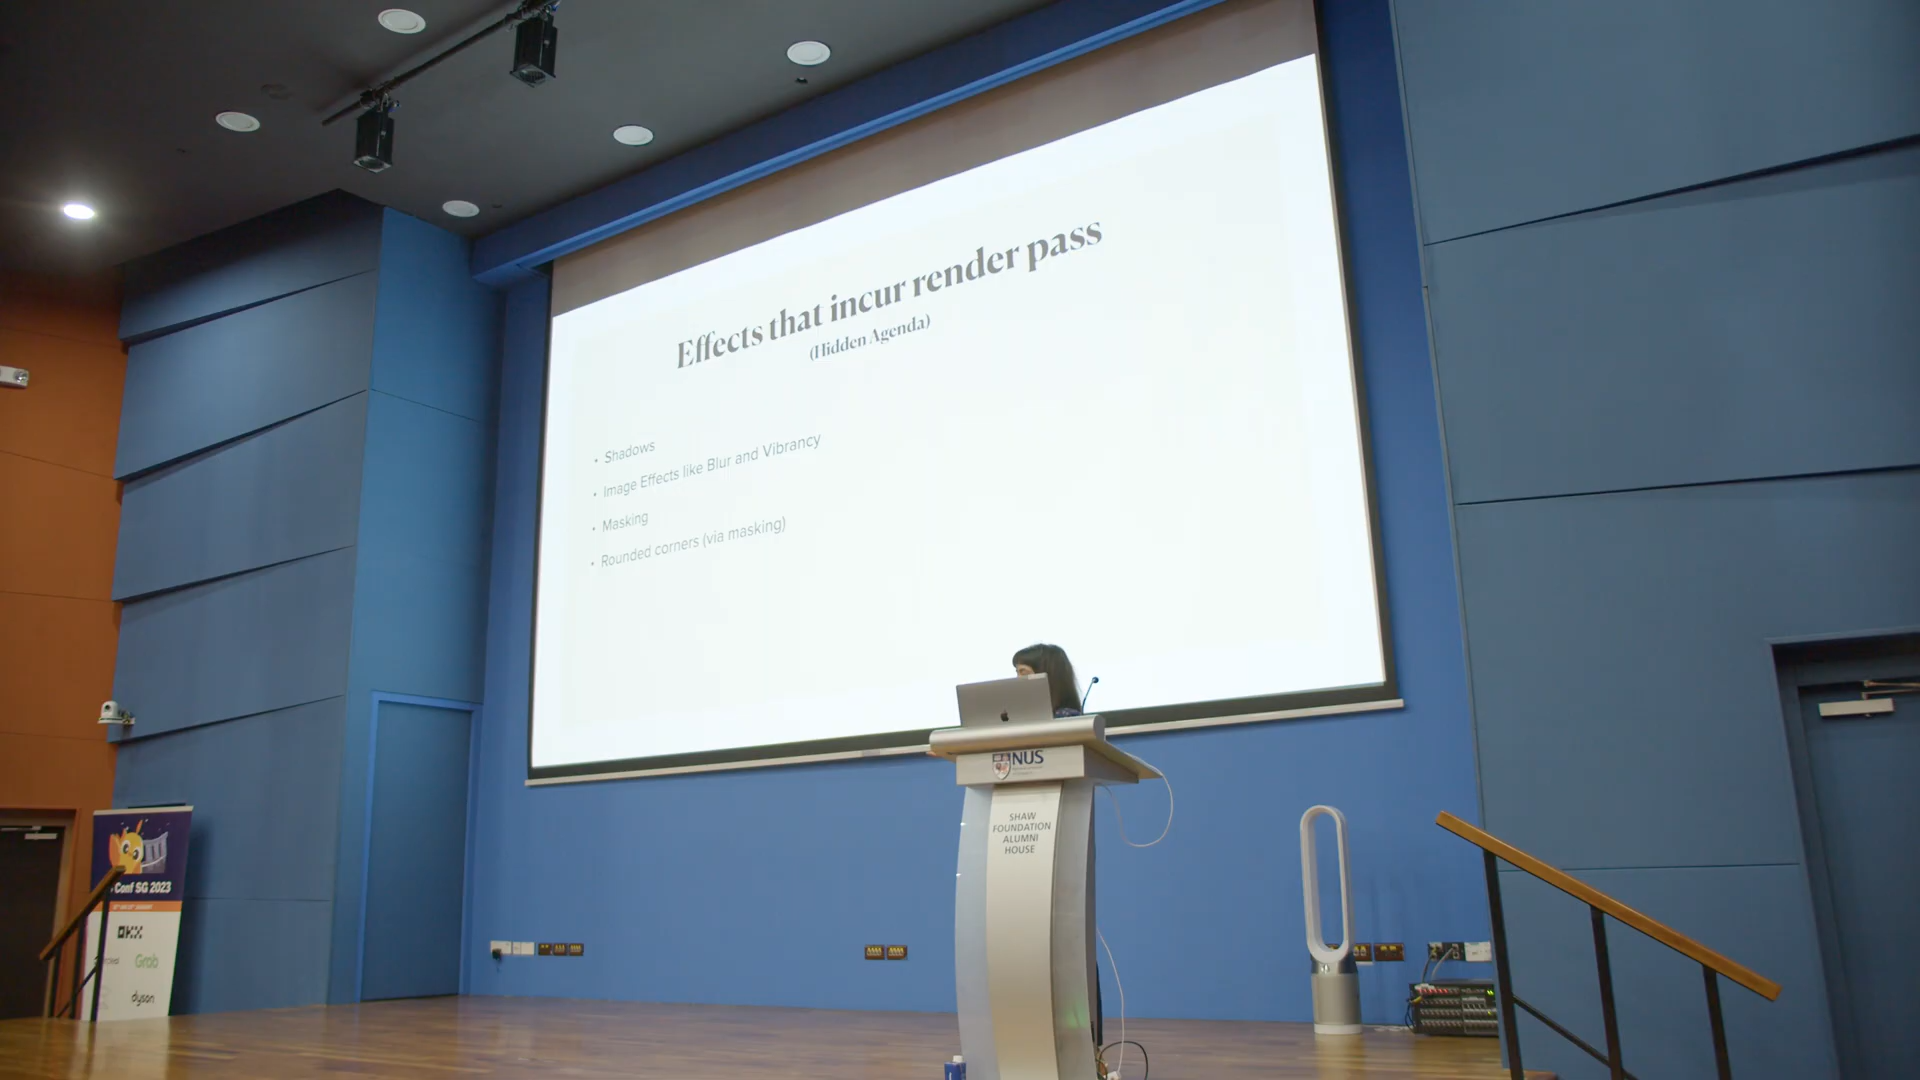 Effects that incur render pass
(Hidden Agenda)
• Shadows
• Image Effects like Blur and Vibrancy
• Masking
• Rounded corners (via masking)
NUS
SHAW
FOUNDATION
ALUMNI
HOUSE
Conf SG 2023
OKX
Grab
dyson